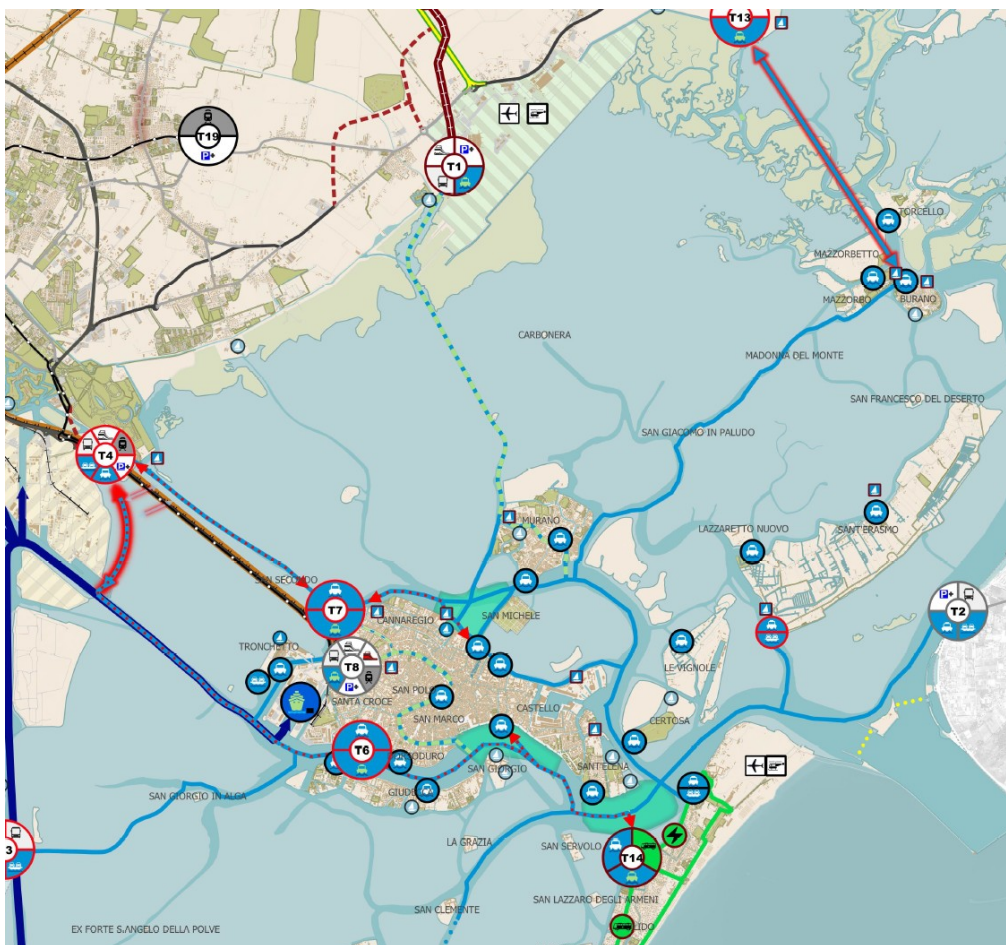 T13
T19
P+
P+
T1
TORCELLO
MAZZORBETTO
MAZZORBO
BURANO
CARBONERA
MADONNA DEL MONTE
SAN FRANCESCO DEL DESERTO
SAN GIACOMO IN PALUDO
T4
P+
MURANO
LAZZARETTO NUOVO
SANT'ERASMO
SAN SECONDO
T7
CANNAREGIO
SAN MICHELE
P+
T2
TRONCHETTO
T8
P+
SANTA CROCE
SAN POLO
LE VIGNOLE
SAN MARCO
CASTELLO
CERTOSA
T6
SAN GIORGIO
SANT'ELENA
SAN GIORGIO IN ALGA
LA GRAZIA
SAN SERVOLO
3
T14
SAN LAZZARO DEGLI ARMENI
SAN CLEMENTE
LIDO
EX FORTE S.ANGELO DELLA POLVE